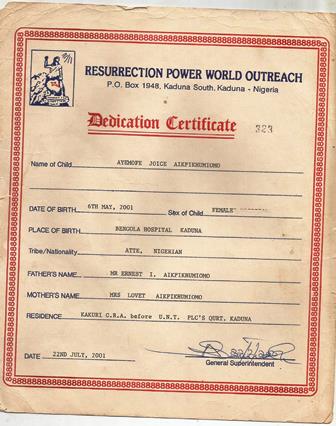 RESURRECTION POWER WORLD OUTREACH
P.O. Box 1948, Kaduna South, Kaduna - Nigeria
Dedication Certificate 323
Name of Child AYEMOFE JOICE AIKPIKHUMIOMO
DATE OF BIRTH 6TH MAY, 2001 Sex of Child FEMALE
PLACE OF BIRTH BENGOLA HOSPITAL KADUNA
Tribe/Nationality ATTE, NIGERIAN
FATHER'S NAME MR ERNEST I. AIKPIKHUMIOMO
MOTHER'S NAME MRS LOVET AIKPIKHUMIOMO
RESIDENCE KAKURI C.R.A. before U.N.T. PLC'S QURT. KADUNA
DATE 22ND JULY, 2001
General Superintendent